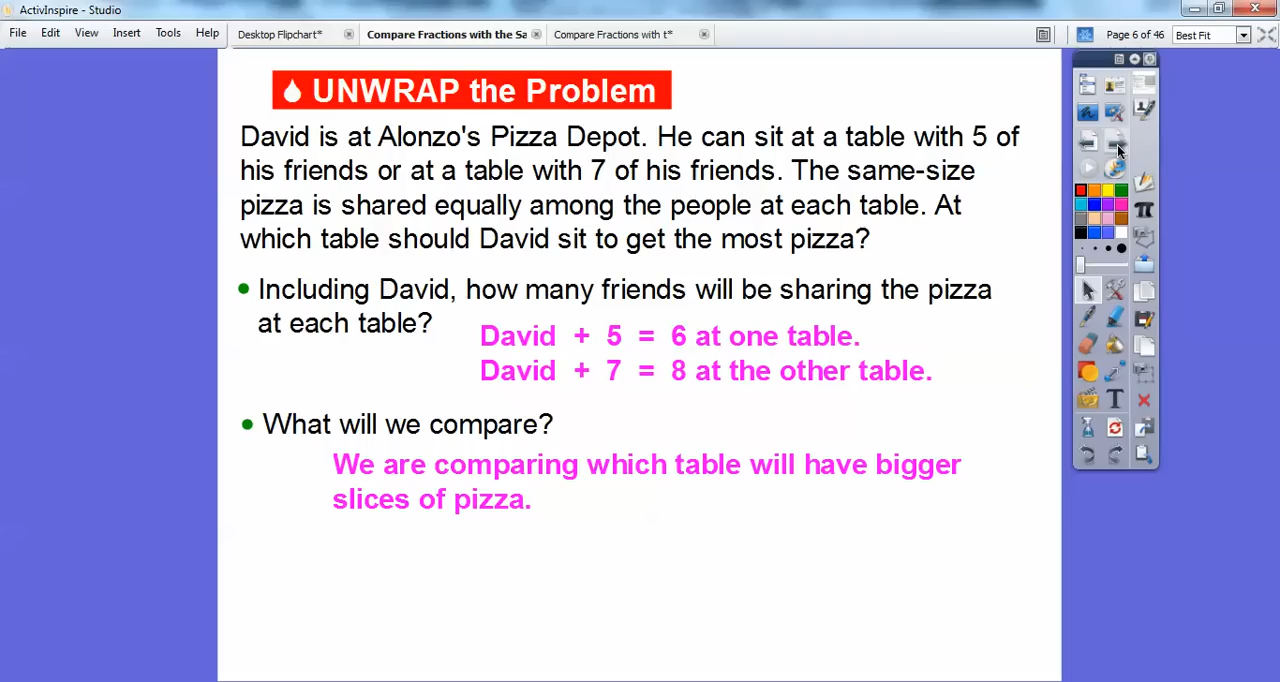 ActivInspire - Studio
File Edit View Insert Tools Help
Desktop Flipchart*
Compare Fractions with the Sa
Compare Fractions with t*
Page 6 of 46
Best Fit
UNWRAP the Problem
David is at Alonzo's Pizza Depot. He can sit at a table with 5 of
his friends or at a table with 7 of his friends. The same-size
pizza is shared equally among the people at each table. At
which table should David sit to get the most pizza?
• Including David, how many friends will be sharing the pizza
at each table?
David + 5 = 6 at one table.
David + 7 = 8 at the other table.
• What will we compare?
We are comparing which table will have bigger
slices of pizza.